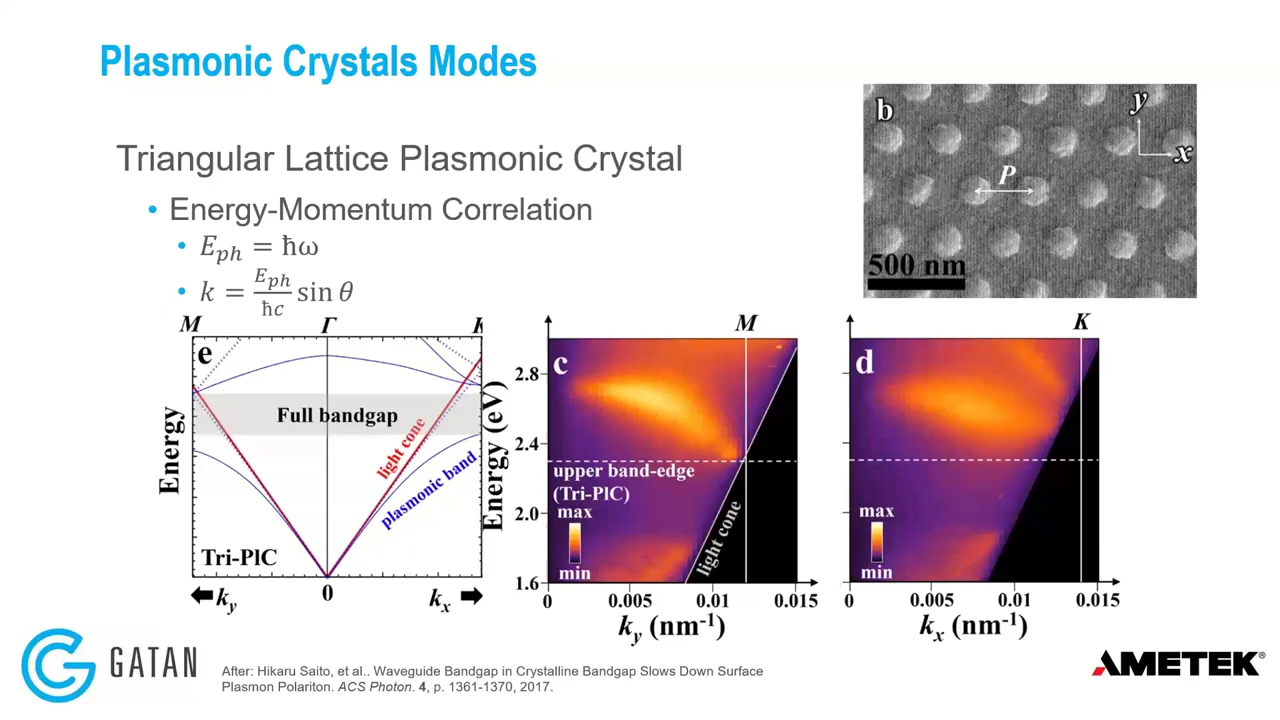 Plasmonic Crystals Modes
Triangular Lattice Plasmonic Crystal
• Energy-Momentum Correlation
• E_ph = ħω
• k = E_ph/ħc sin θ
b
y
x
P
500 nm
M Γ K
e
Energy
Full bandgap
light cone
plasmonic band
Tri-PlC
k_y 0 k_x
M
c
Energy (eV)
2.8
2.4
upper band-edge
(Tri-PlC)
2.0
max
min
light cone
1.6
0 0.005 0.01 0.015
k_y (nm⁻¹)
K
d
max
min
0 0.005 0.01 0.015
k_x (nm⁻¹)
GATAN
After: Hikaru Saito, et al.. Waveguide Bandgap in Crystalline Bandgap Slows Down Surface
Plasmon Polariton. ACS Photon. 4, p. 1361-1370, 2017.
AMETEK®